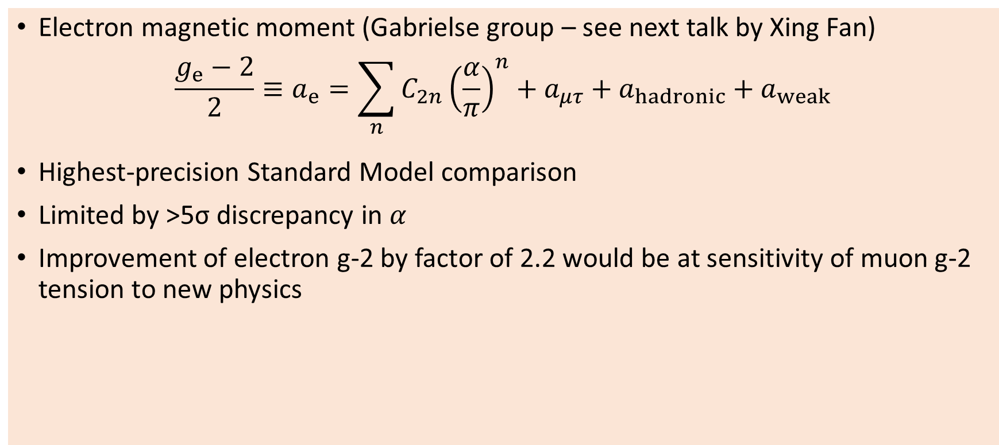 • Electron magnetic moment (Gabrielse group – see next talk by Xing Fan)
$\frac{g_{\mathrm{e}} - 2}{2} \equiv a_{\mathrm{e}} = \sum_{n} C_{2n} \left(\frac{\alpha}{\pi}\right)^{n} + a_{\mu\tau} + a_{\mathrm{hadronic}} + a_{\mathrm{weak}}$
• Highest-precision Standard Model comparison
• Limited by >5σ discrepancy in α
• Improvement of electron g-2 by factor of 2.2 would be at sensitivity of muon g-2
tension to new physics